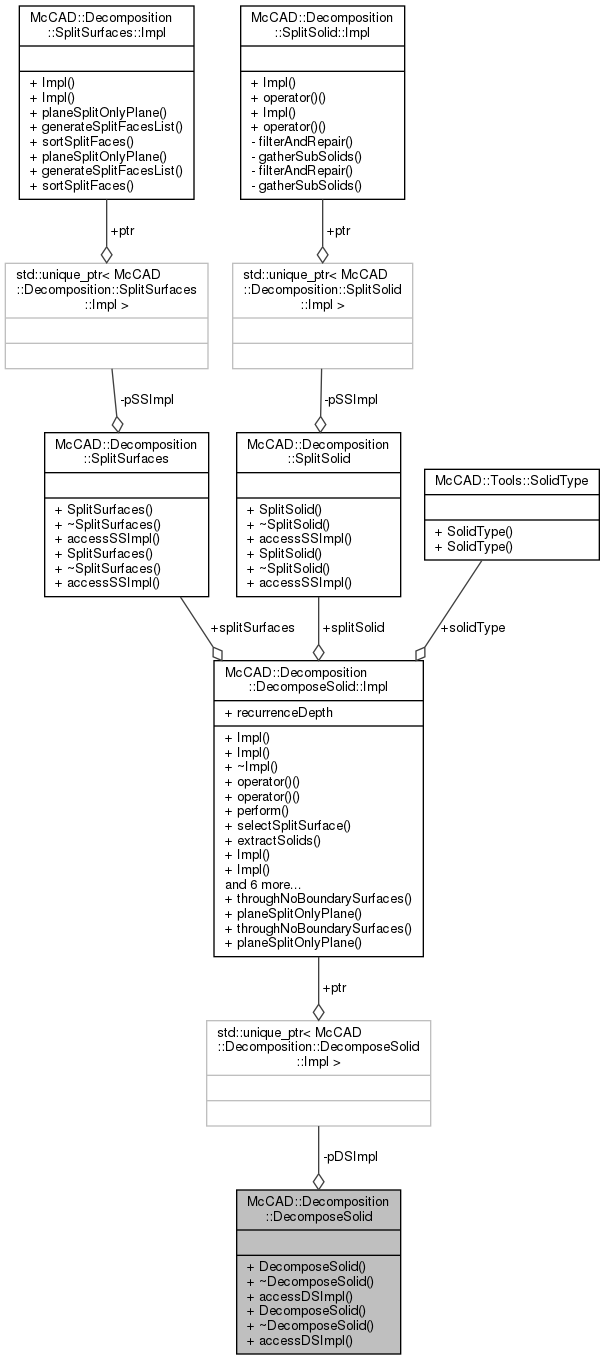 McCAD::Decomposition
::SplitSurfaces::Impl
+ Impl()
+ Impl()
+ planeSplitOnlyPlane()
+ generateSplitFacesList()
+ sortSplitFaces()
+ planeSplitOnlyPlane()
+ generateSplitFacesList()
+ sortSplitFaces()
McCAD::Decomposition
::SplitSolid::Impl
+ Impl()
+ operator()()
+ Impl()
+ operator()()
- filterAndRepair()
- gatherSubSolids()
- filterAndRepair()
- gatherSubSolids()
+ptr
+ptr
std::unique_ptr< McCAD
::Decomposition::SplitSurfaces
::Impl >
std::unique_ptr< McCAD
::Decomposition::SplitSolid
::Impl >
-pSSImpl
-pSSImpl
McCAD::Decomposition
::SplitSurfaces
+ SplitSurfaces()
+ ~SplitSurfaces()
+ accessSSImpl()
+ SplitSurfaces()
+ ~SplitSurfaces()
+ accessSSImpl()
McCAD::Decomposition
::SplitSolid
+ SplitSolid()
+ ~SplitSolid()
+ accessSSImpl()
+ SplitSolid()
+ ~SplitSolid()
+ accessSSImpl()
McCAD::Tools::SolidType
+ SolidType()
+ SolidType()
+splitSurfaces
+splitSolid
+solidType
McCAD::Decomposition
::DecomposeSolid::Impl
+ recurrenceDepth
+ Impl()
+ Impl()
+ ~Impl()
+ operator()()
+ operator()()
+ perform()
+ selectSplitSurface()
+ extractSolids()
+ Impl()
+ Impl()
and 6 more...
+ throughNoBoundarySurfaces()
+ planeSplitOnlyPlane()
+ throughNoBoundarySurfaces()
+ planeSplitOnlyPlane()
+ptr
std::unique_ptr< McCAD
::Decomposition::DecomposeSolid
::Impl >
-pDSImpl
McCAD::Decomposition
::DecomposeSolid
+ DecomposeSolid()
+ ~DecomposeSolid()
+ accessDSImpl()
+ DecomposeSolid()
+ ~DecomposeSolid()
+ accessDSImpl()